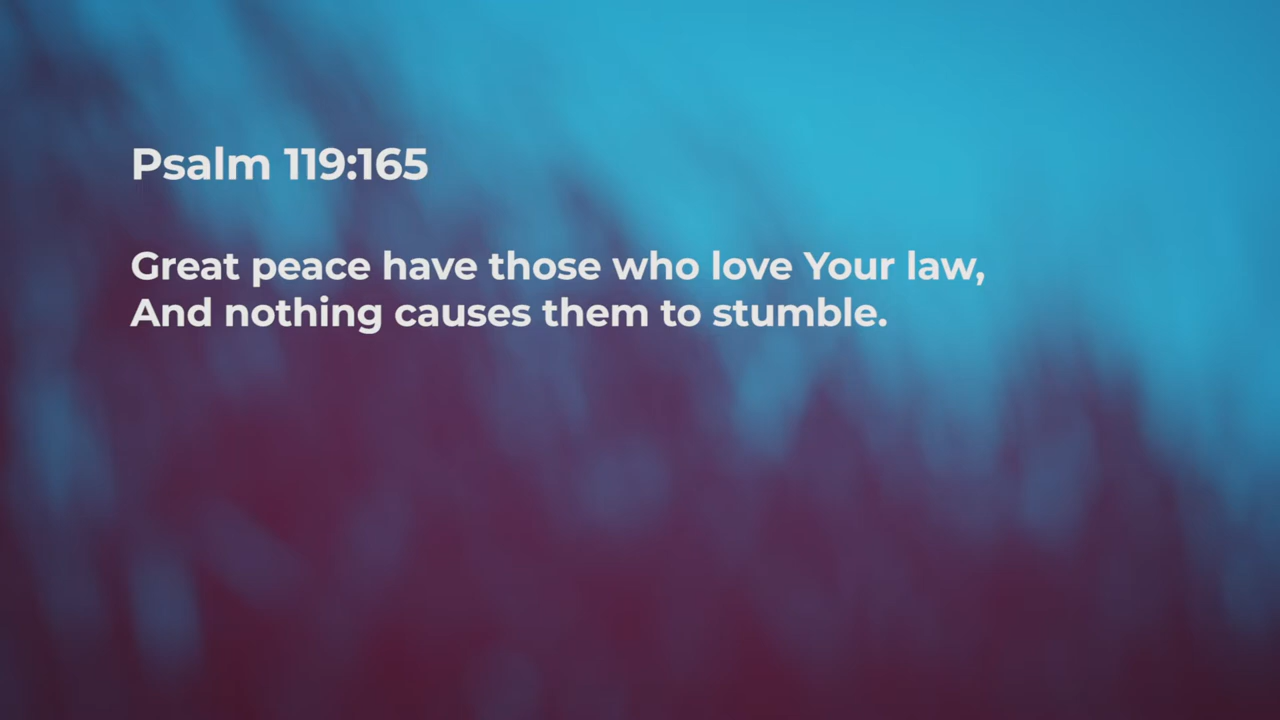 Psalm 119:165
Great peace have those who love Your law,
And nothing causes them to stumble.